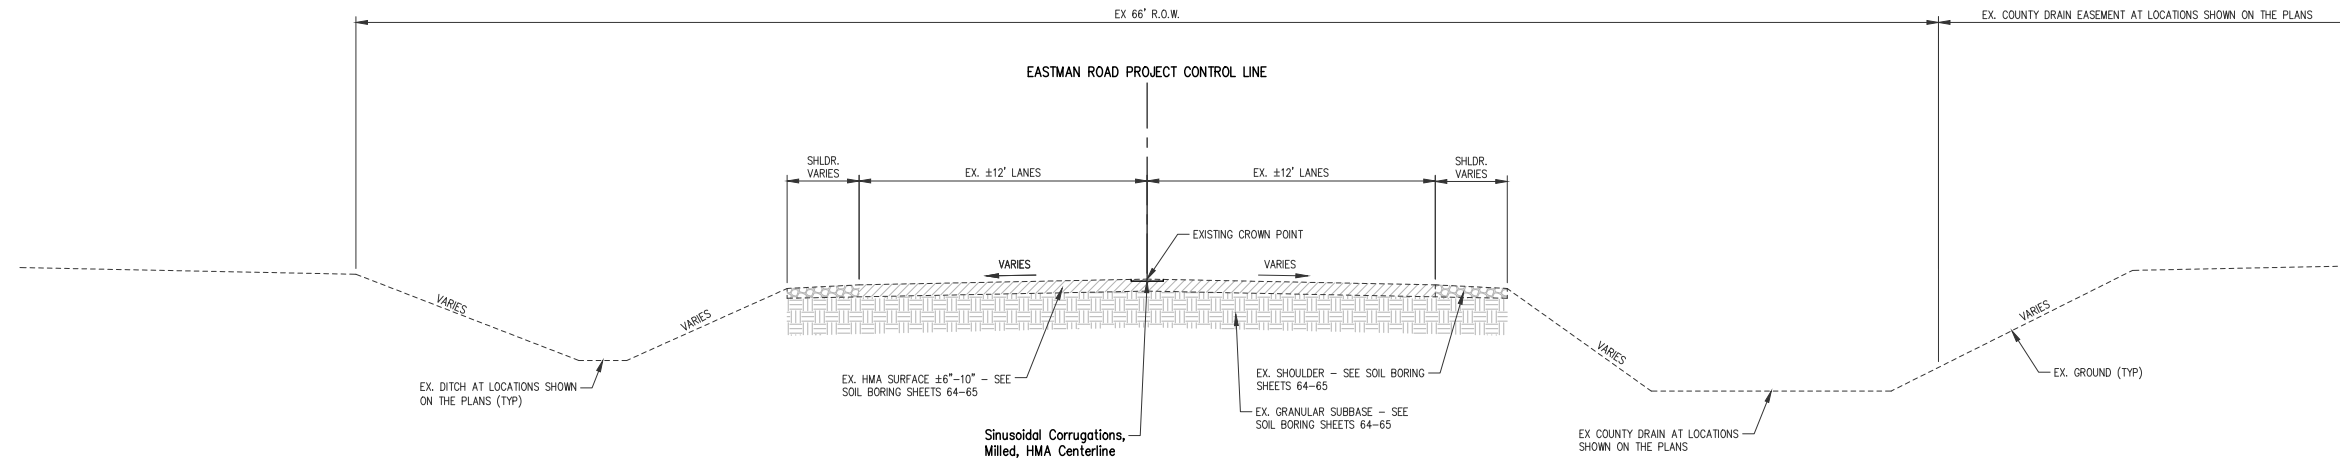 EX 66' R.O.W.
EX. COUNTY DRAIN EASEMENT AT LOCATIONS SHOWN ON THE PLANS
EASTMAN ROAD PROJECT CONTROL LINE
SHLDR.
VARIES
EX. ±12' LANES
EX. ±12' LANES
SHLDR.
VARIES
EXISTING CROWN POINT
VARIES
VARIES
VARIES
VARIES
VARIES
VARIES
EX. DITCH AT LOCATIONS SHOWN
ON THE PLANS (TYP)
EX. HMA SURFACE ±6"-10" - SEE
SOIL BORING SHEETS 64-65
EX. SHOULDER - SEE SOIL BORING
SHEETS 64-65
EX. GROUND (TYP)
EX. GRANULAR SUBBASE - SEE
SOIL BORING SHEETS 64-65
Sinusoidal Corrugations,
Milled, HMA Centerline
EX COUNTY DRAIN AT LOCATIONS
SHOWN ON THE PLANS